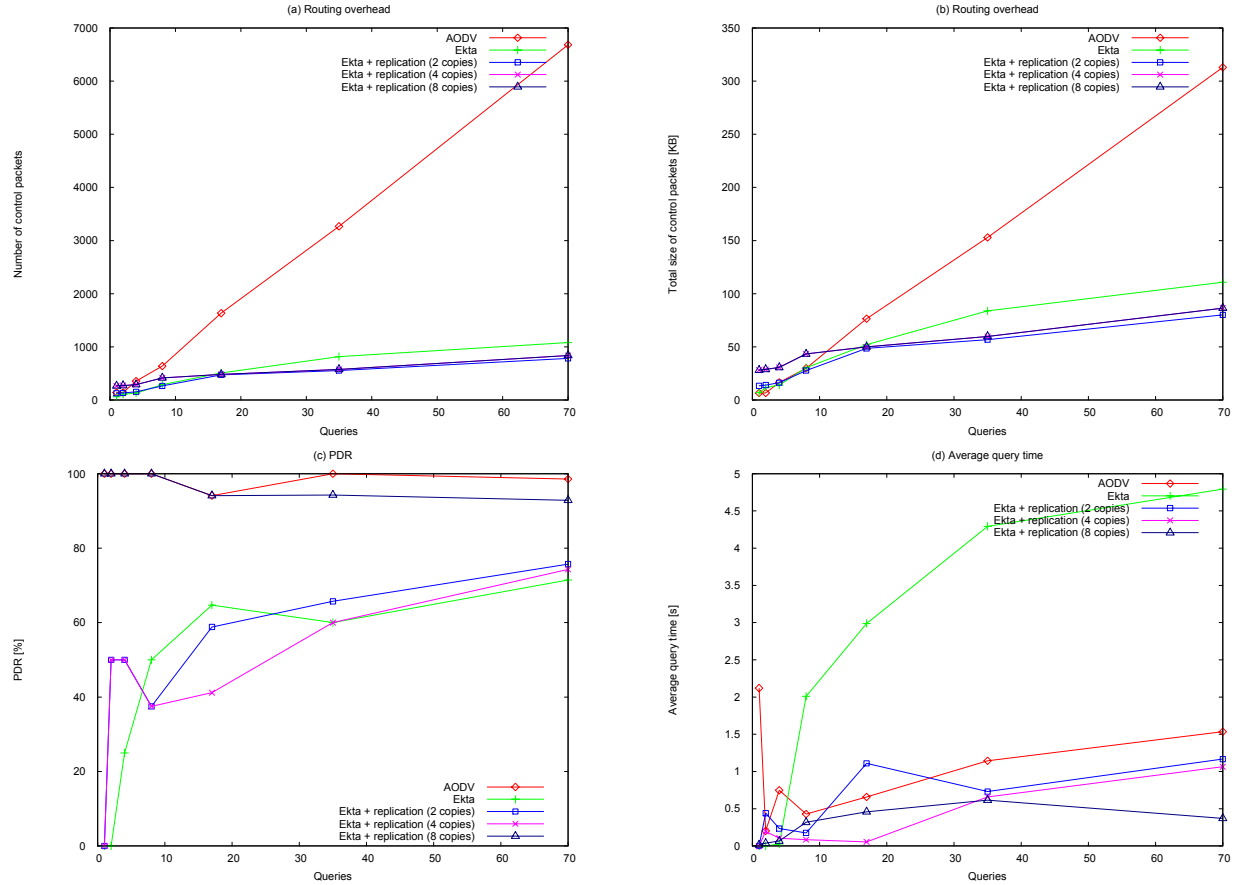 (a) Routing overhead
7000
6000
5000
4000
3000
2000
1000
0
Number of control packets
AODV
Ekta
Ekta + replication (2 copies)
Ekta + replication (4 copies)
Ekta + replication (8 copies)
0 10 20 30 40 50 60 70
Queries
(b) Routing overhead
350
300
250
200
150
100
50
0
Total size of control packets [KB]
AODV
Ekta
Ekta + replication (2 copies)
Ekta + replication (4 copies)
Ekta + replication (8 copies)
0 10 20 30 40 50 60 70
Queries
(c) PDR
100
80
60
40
20
0
PDR [%]
AODV
Ekta
Ekta + replication (2 copies)
Ekta + replication (4 copies)
Ekta + replication (8 copies)
0 10 20 30 40 50 60 70
Queries
(d) Average query time
5
4.5
4
3.5
3
2.5
2
1.5
1
0.5
0
Average query time [s]
AODV
Ekta
Ekta + replication (2 copies)
Ekta + replication (4 copies)
Ekta + replication (8 copies)
0 10 20 30 40 50 60 70
Queries